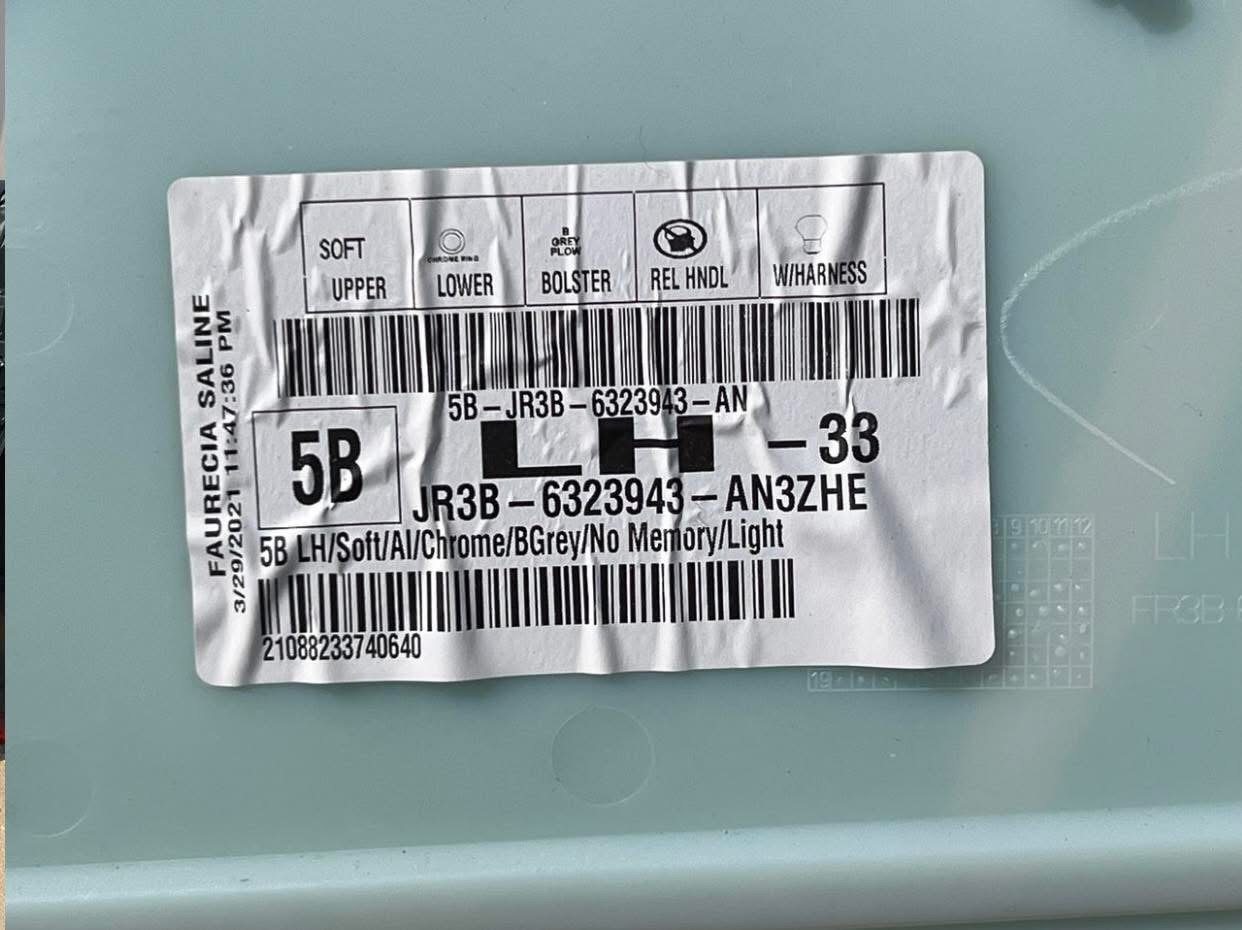 SOFT
UPPER
CHROME RING
LOWER
B
GREY
PLOW
BOLSTER
REL HNDL
W/HARNESS
FAURECIA SALINE
3/29/2021 11:47:36 PM
5B-JR3B-6323943-AN
5B
LH -33
JR3B-6323943-AN3ZHE
5B LH/Soft/Al/Chrome/BGrey/No Memory/Light
21088233740640
9 10 11 12
19
LH
FR3B